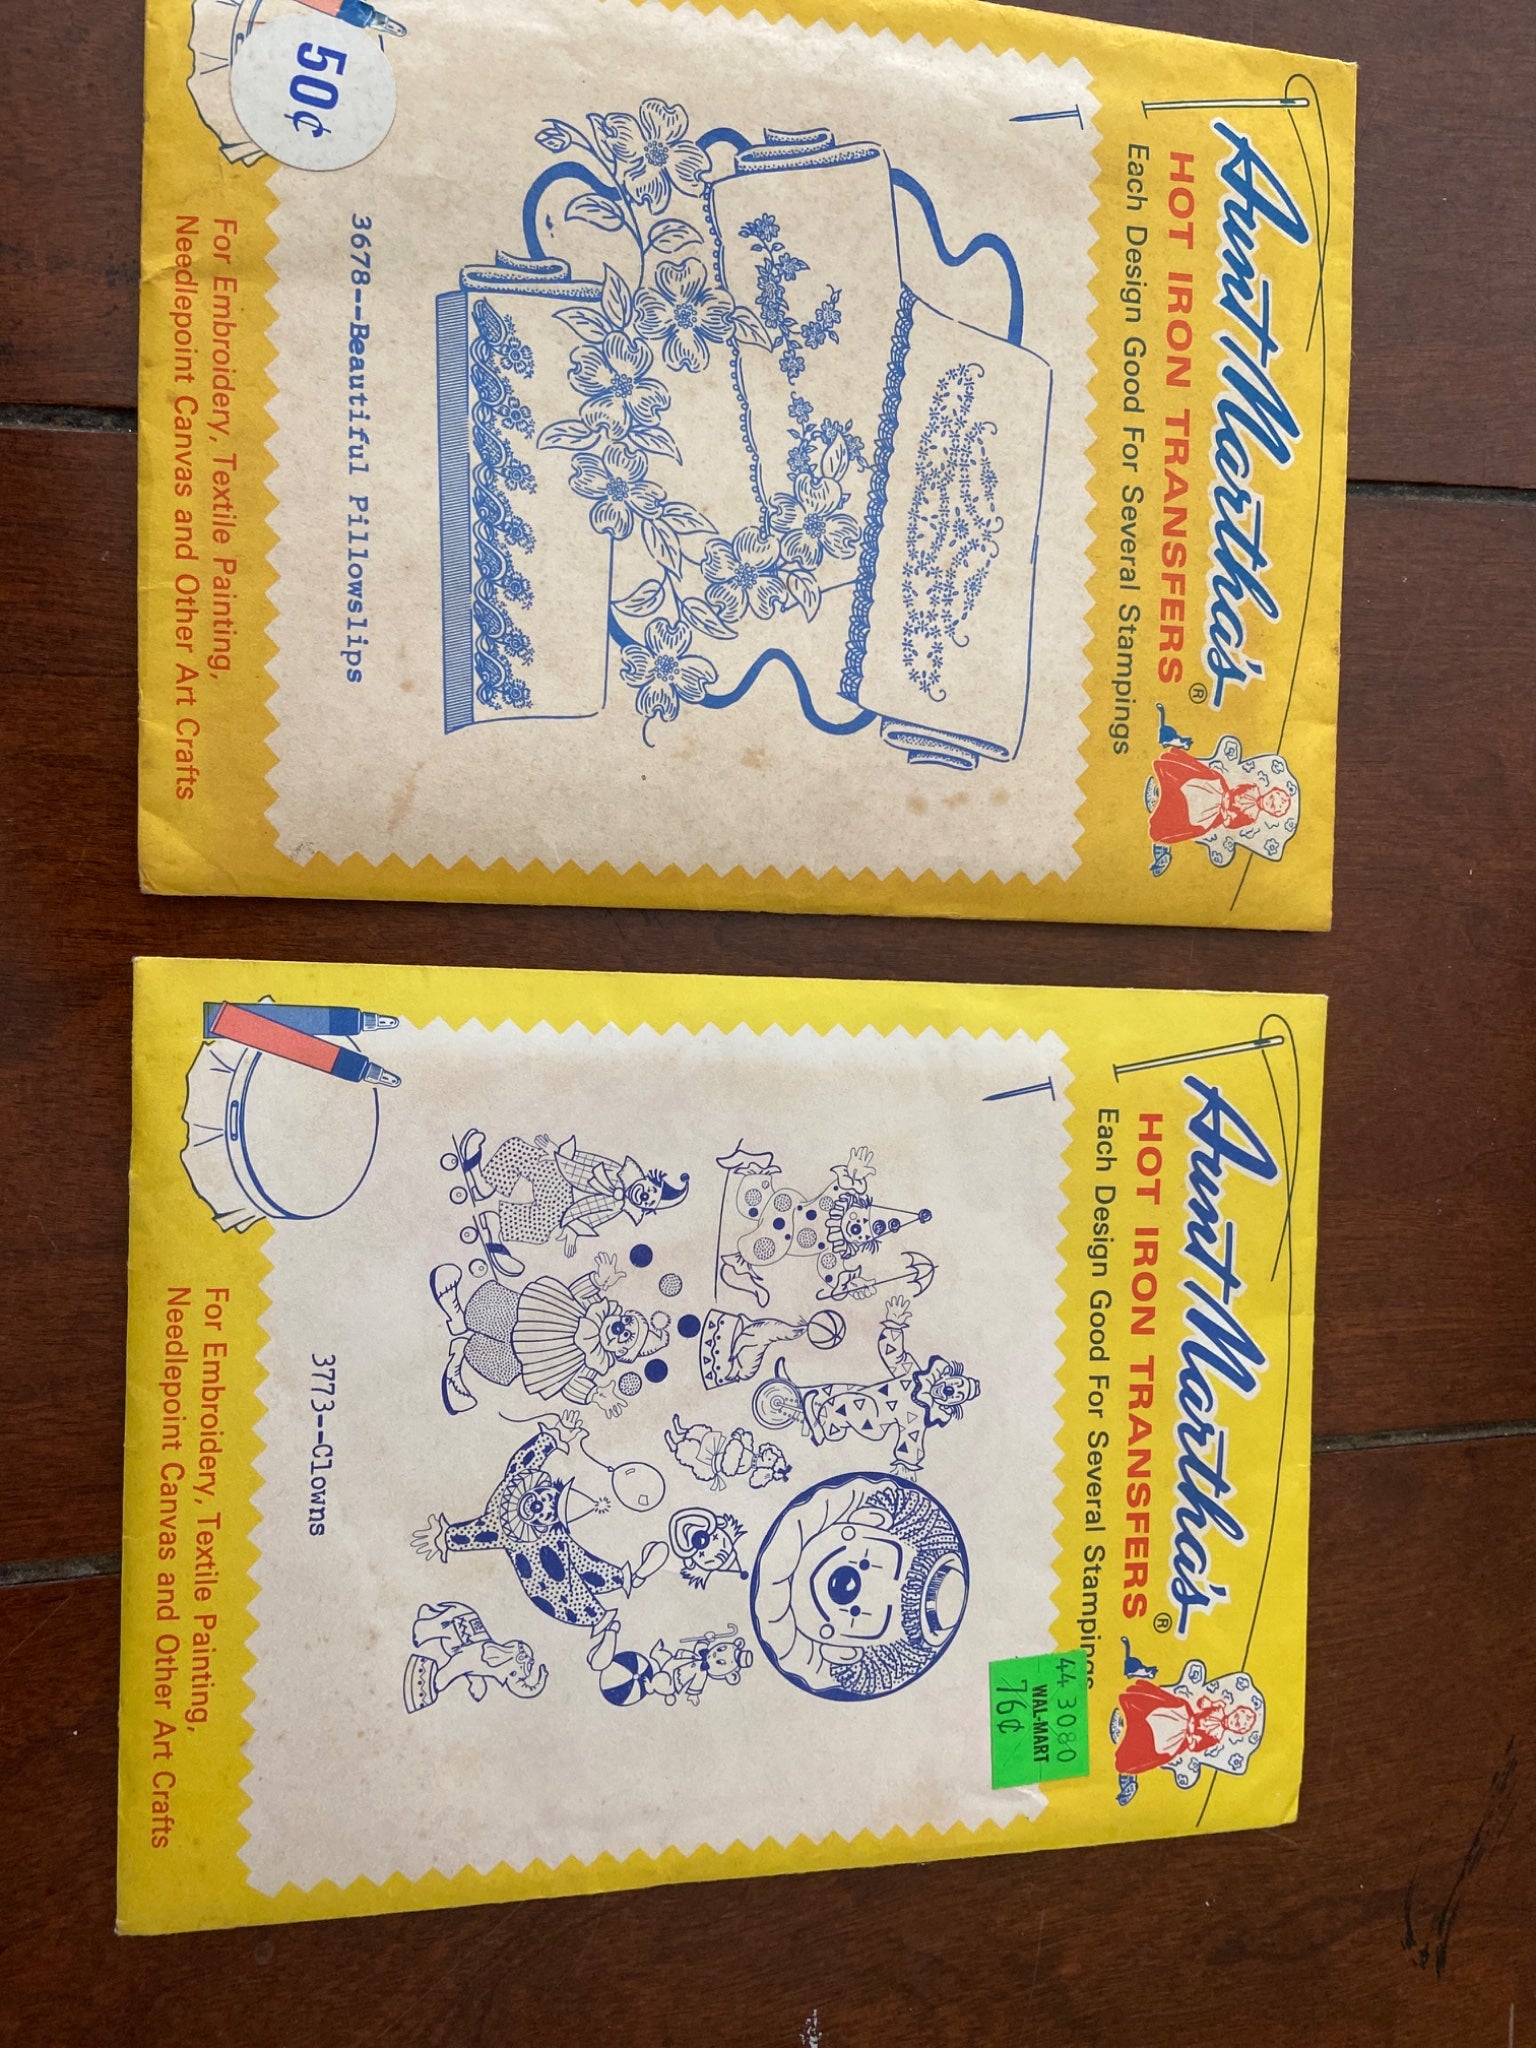 Aunt Martha's
HOT IRON TRANSFERS ®
Each Design Good For Several Stampings
3678--Beautiful Pillowslips
50¢
For Embroidery, Textile Painting,
Needlepoint Canvas and Other Art Crafts
Aunt Martha's
HOT IRON TRANSFERS ®
Each Design Good For Several Stampings
44 3080
WAL-MART
76¢
3773--Clowns
For Embroidery, Textile Painting,
Needlepoint Canvas and Other Art Crafts